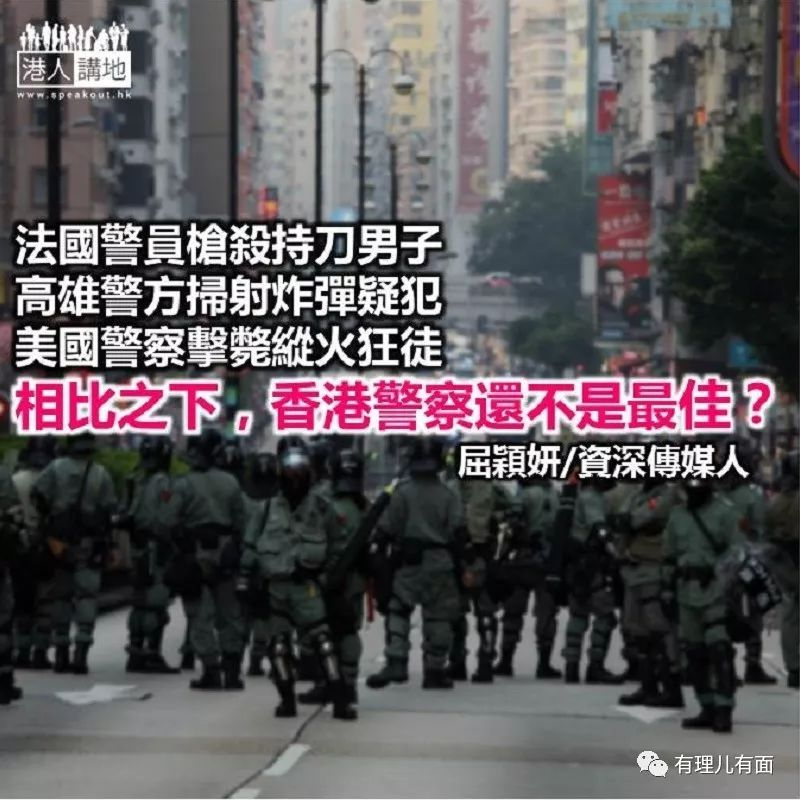 港人講地
www.speakout.hk
法國警員槍殺持刀男子
高雄警方掃射炸彈疑犯
美國警察擊斃縱火狂徒
相比之下，香港警察還不是最佳？
屈穎妍/資深傳媒人
有理儿有面